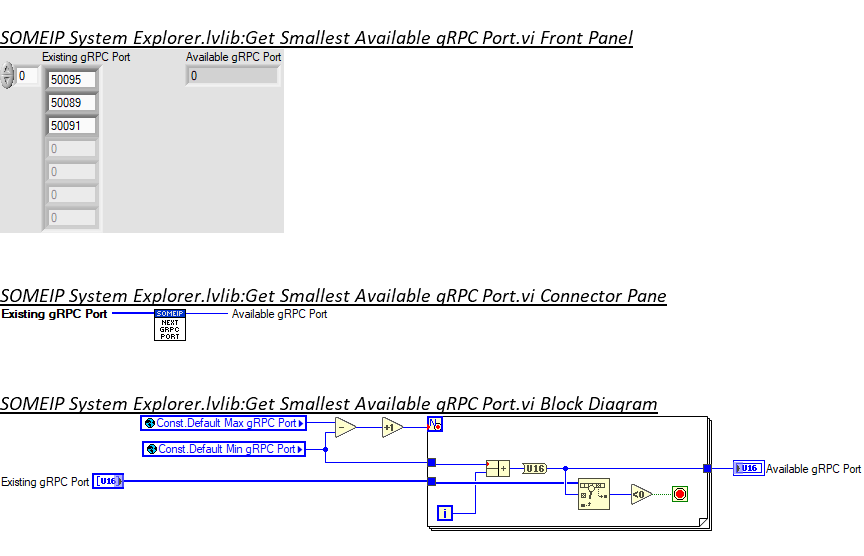 SOMEIP System Explorer.lvlib:Get Smallest Available gRPC Port.vi Front Panel
Existing gRPC Port Available gRPC Port
0 50095 0
50089
50091
0
0
0
0
SOMEIP System Explorer.lvlib:Get Smallest Available gRPC Port.vi Connector Pane
Existing gRPC Port SOMEIP Available gRPC Port
NEXT
GRPC
PORT
SOMEIP System Explorer.lvlib:Get Smallest Available gRPC Port.vi Block Diagram
Const.Default Max gRPC Port - +1 N
Const.Default Min gRPC Port
+ U16 U16 Available gRPC Port
Existing gRPC Port [U16]
<0
i